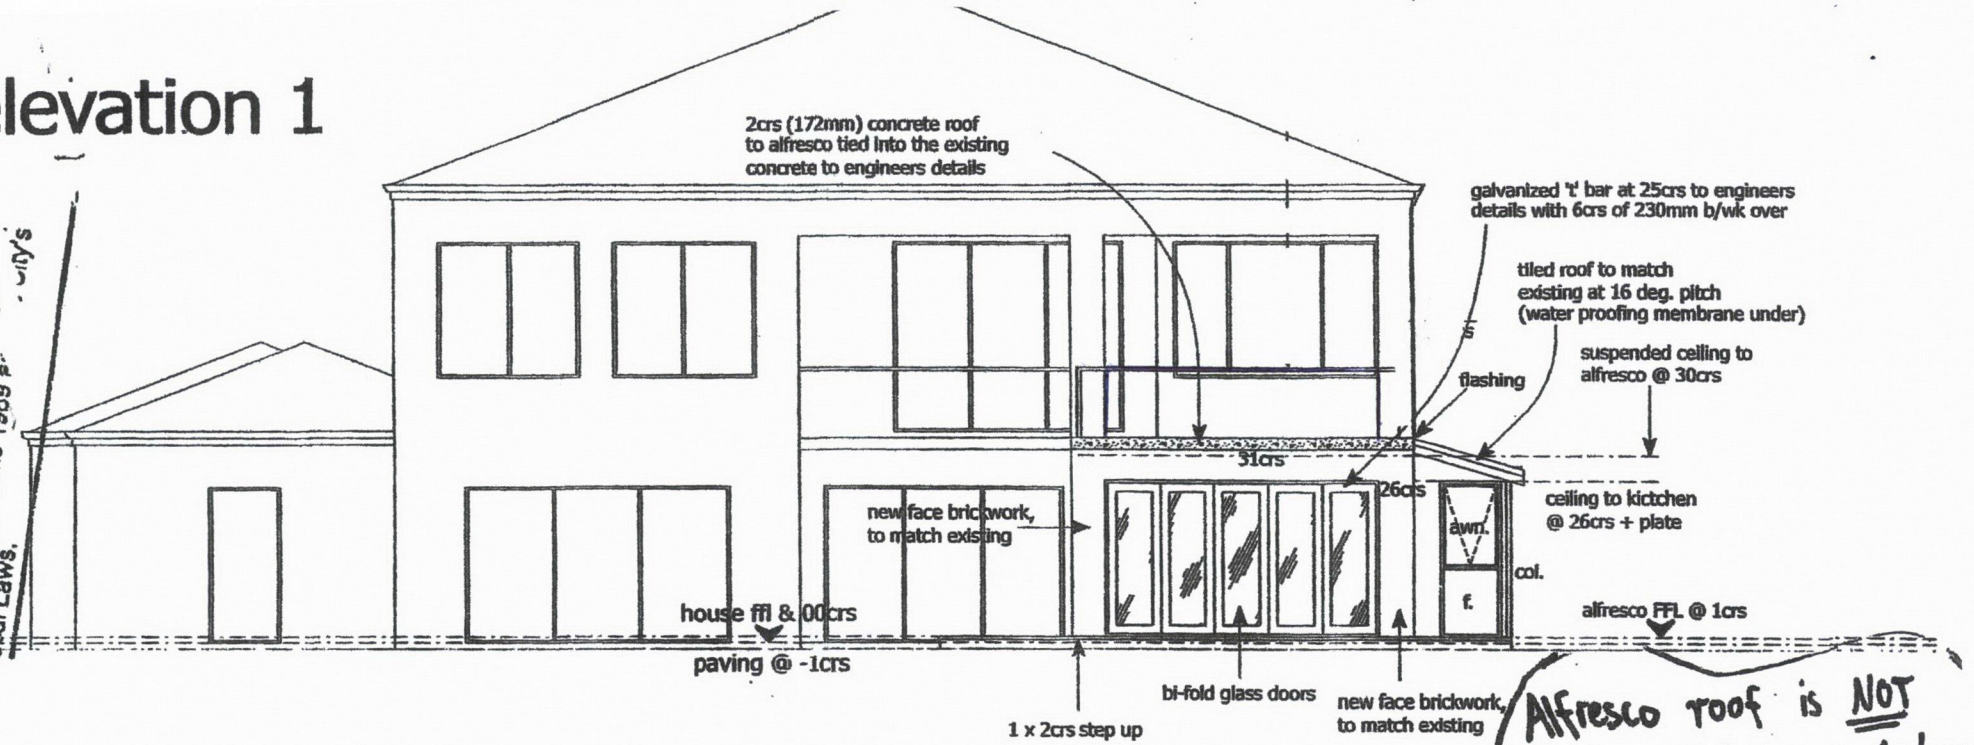 elevation 1
2crs (172mm) concrete roof
to alfresco tied into the existing
concrete to engineers details
galvanized 't' bar at 25crs to engineers
details with 6crs of 230mm b/wk over
tiled roof to match
existing at 16 deg. pitch
(water proofing membrane under)
suspended ceiling to
alfresco @ 30crs
flashing
31crs
26crs
ceiling to kictchen
@ 26crs + plate
new face brickwork,
to match existing
awn.
col.
f.
house ffl & 00crs
alfresco FFL @ 1crs
paving @ -1crs
bi-fold glass doors
new face brickwork,
to match existing
1 x 2crs step up
Alfresco roof is NOT